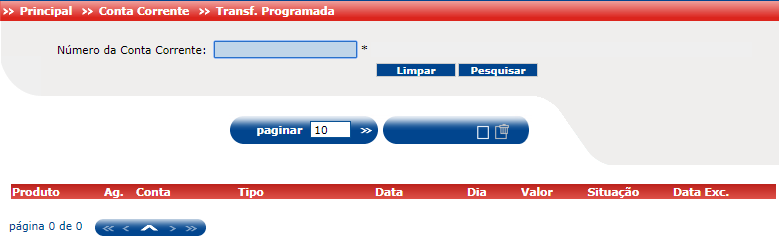 >> Principal >> Conta Corrente >> Transf. Programada
Número da Conta Corrente: *
Limpar Pesquisar
paginar 10 >>
Produto Ag. Conta Tipo Data Dia Valor Situação Data Exc.
página 0 de 0 << < > >>